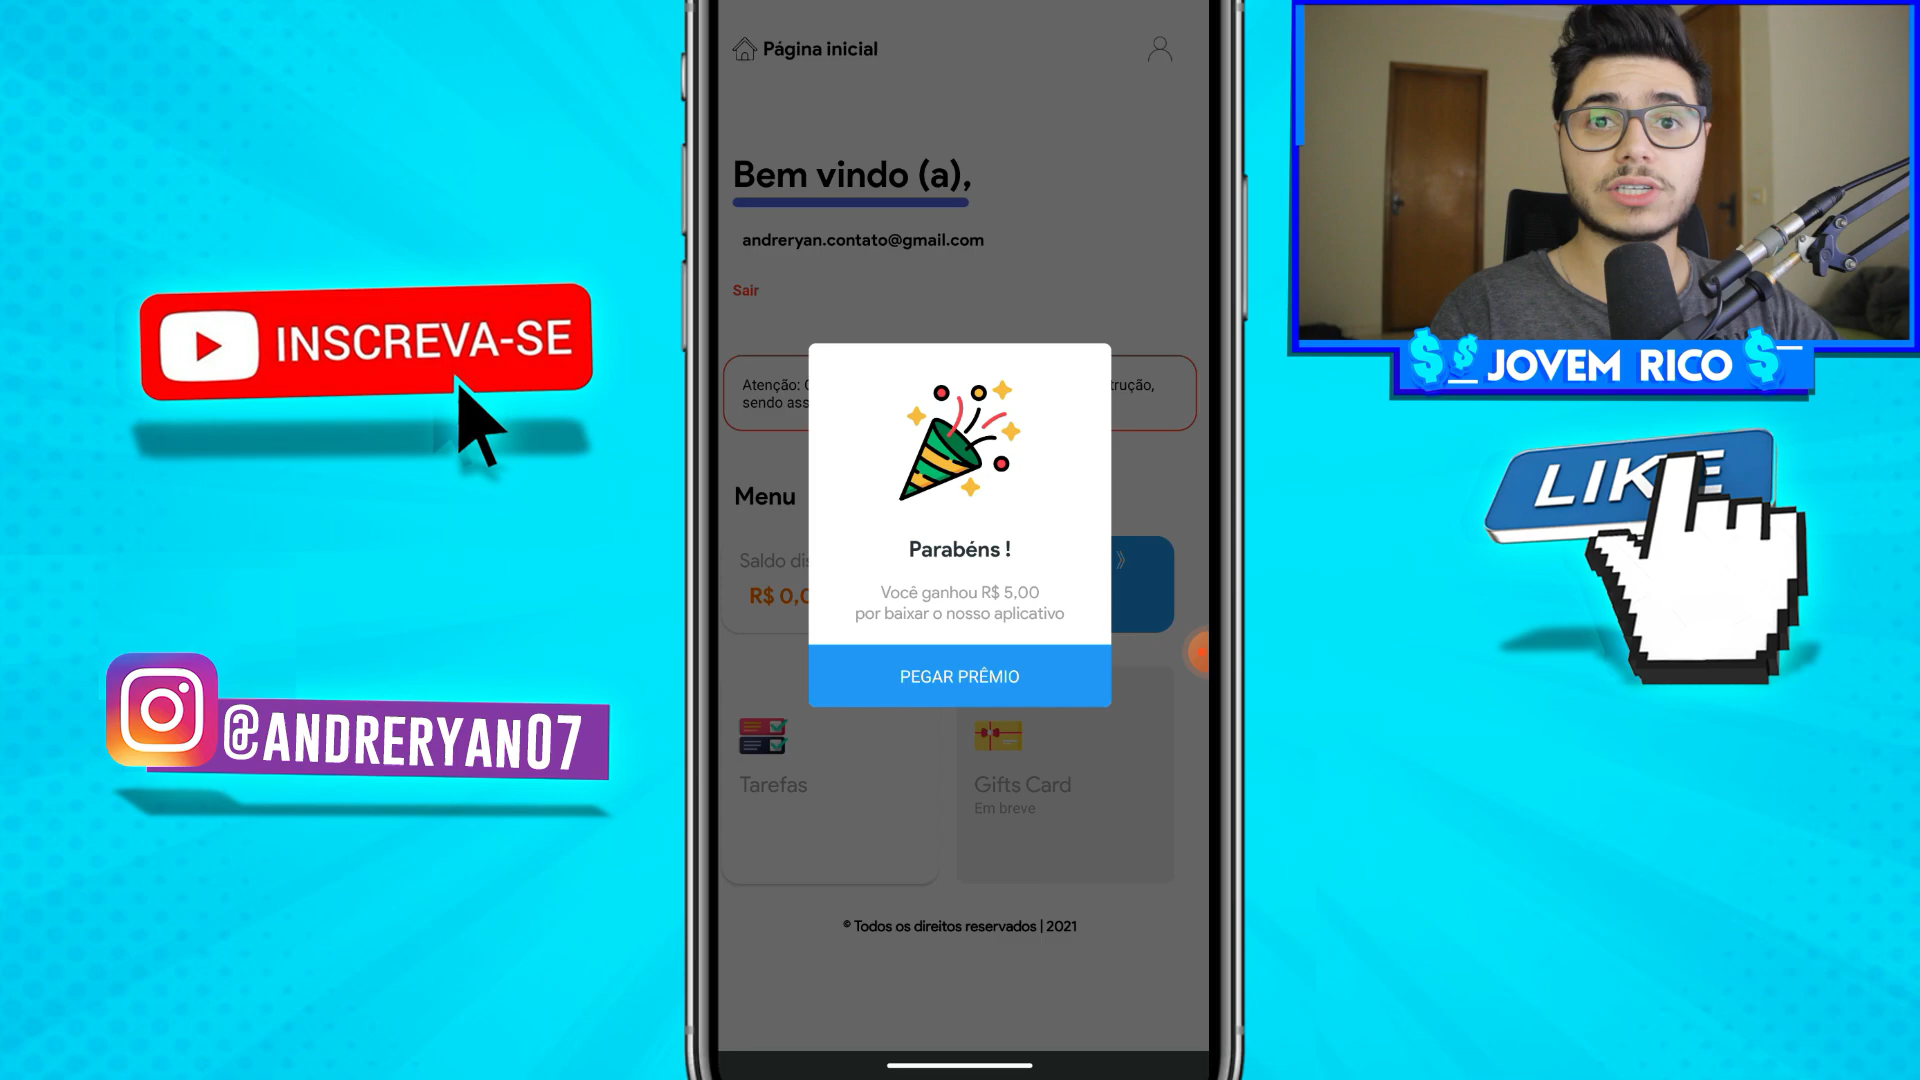 Página inicial
Bem vindo (a),
andreryan.contato@gmail.com
Sair
Atenção:
trução,
sendo ass
Menu
Saldo dis
R$ 0,0
Parabéns !
Você ganhou R$ 5,00
por baixar o nosso aplicativo
PEGAR PRÊMIO
Tarefas
Gifts Card
Em breve
© Todos os direitos reservados | 2021
INSCREVA-SE
@ANDRERYAN07
$ $ JOVEM RICO $
LIKE